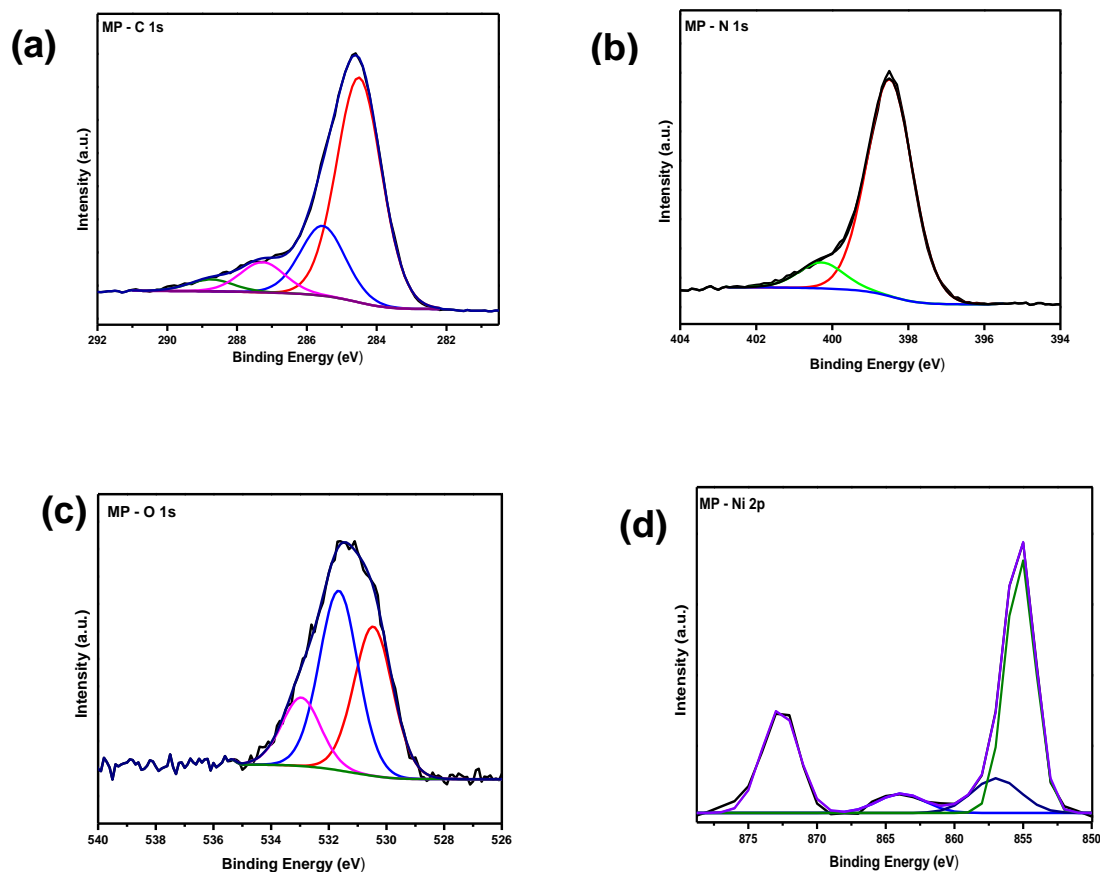 (a)
MP - C 1s
Intensity (a.u.)
292 290 288 286 284 282
Binding Energy (eV)
(b)
MP - N 1s
Intensity (a.u.)
404 402 400 398 396 394
Binding Energy (eV)
(c)
MP - O 1s
Intensity (a.u.)
540 538 536 534 532 530 528 526
Binding Energy (eV)
(d)
MP - Ni 2p
Intensity (a.u.)
875 870 865 860 855 850
Binding Energy (eV)